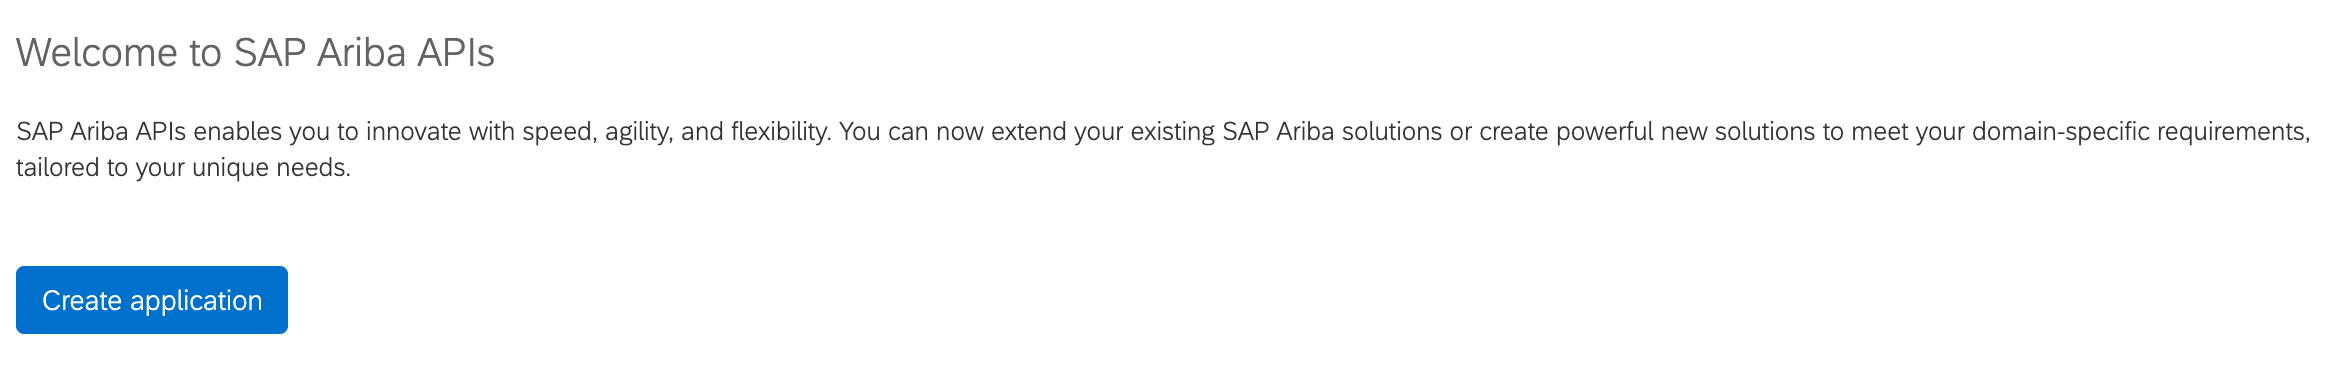 Welcome to SAP Ariba APIs
SAP Ariba APIs enables you to innovate with speed, agility, and flexibility. You can now extend your existing SAP Ariba solutions or create powerful new solutions to meet your domain-specific requirements,
tailored to your unique needs.
Create application